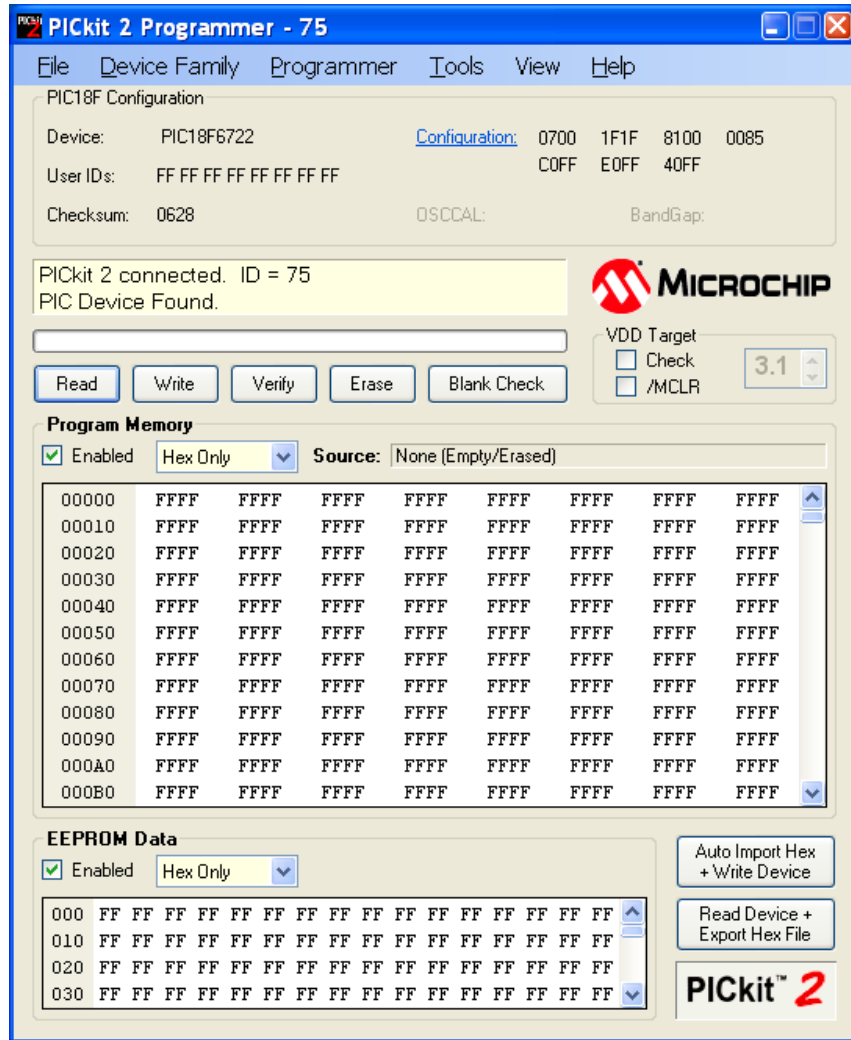 PICkit 2 Programmer - 75
File Device Family Programmer Tools View Help
PIC18F Configuration
Device: PIC18F6722 Configuration: 0700 1F1F 8100 0085
C0FF E0FF 40FF
User IDs: FF FF FF FF FF FF FF FF
Checksum: 0628 OSCCAL: BandGap:
PICkit 2 connected. ID = 75
PIC Device Found.
MICROCHIP
VDD Target
Check
/MCLR
3.1
Read Write Verify Erase Blank Check
Program Memory
Enabled Hex Only Source: None (Empty/Erased)
00000 FFFF FFFF FFFF FFFF FFFF FFFF FFFF FFFF
00010 FFFF FFFF FFFF FFFF FFFF FFFF FFFF FFFF
00020 FFFF FFFF FFFF FFFF FFFF FFFF FFFF FFFF
00030 FFFF FFFF FFFF FFFF FFFF FFFF FFFF FFFF
00040 FFFF FFFF FFFF FFFF FFFF FFFF FFFF FFFF
00050 FFFF FFFF FFFF FFFF FFFF FFFF FFFF FFFF
00060 FFFF FFFF FFFF FFFF FFFF FFFF FFFF FFFF
00070 FFFF FFFF FFFF FFFF FFFF FFFF FFFF FFFF
00080 FFFF FFFF FFFF FFFF FFFF FFFF FFFF FFFF
00090 FFFF FFFF FFFF FFFF FFFF FFFF FFFF FFFF
000A0 FFFF FFFF FFFF FFFF FFFF FFFF FFFF FFFF
000B0 FFFF FFFF FFFF FFFF FFFF FFFF FFFF FFFF
EEPROM Data
Enabled Hex Only
000 FF FF FF FF FF FF FF FF FF FF FF FF FF FF FF FF
010 FF FF FF FF FF FF FF FF FF FF FF FF FF FF FF FF
020 FF FF FF FF FF FF FF FF FF FF FF FF FF FF FF FF
030 FF FF FF FF FF FF FF FF FF FF FF FF FF FF FF FF
Auto Import Hex
+ Write Device
Read Device +
Export Hex File
PICkit™ 2